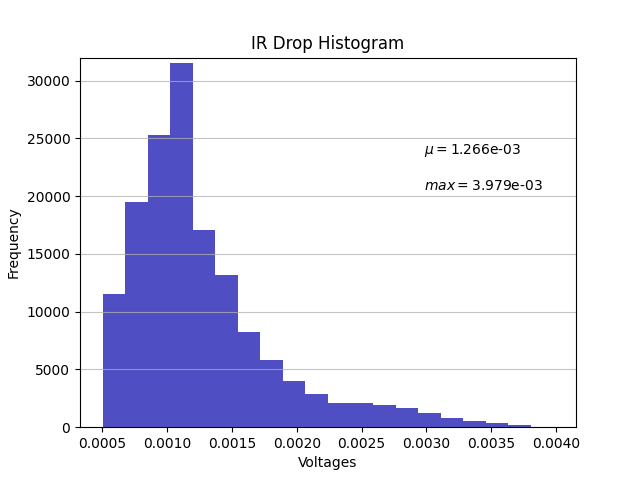 IR Drop Histogram
30000
25000
20000
15000
10000
5000
0
Frequency
μ = 1.266e-03
max = 3.979e-03
0.0005 0.0010 0.0015 0.0020 0.0025 0.0030 0.0035 0.0040
Voltages